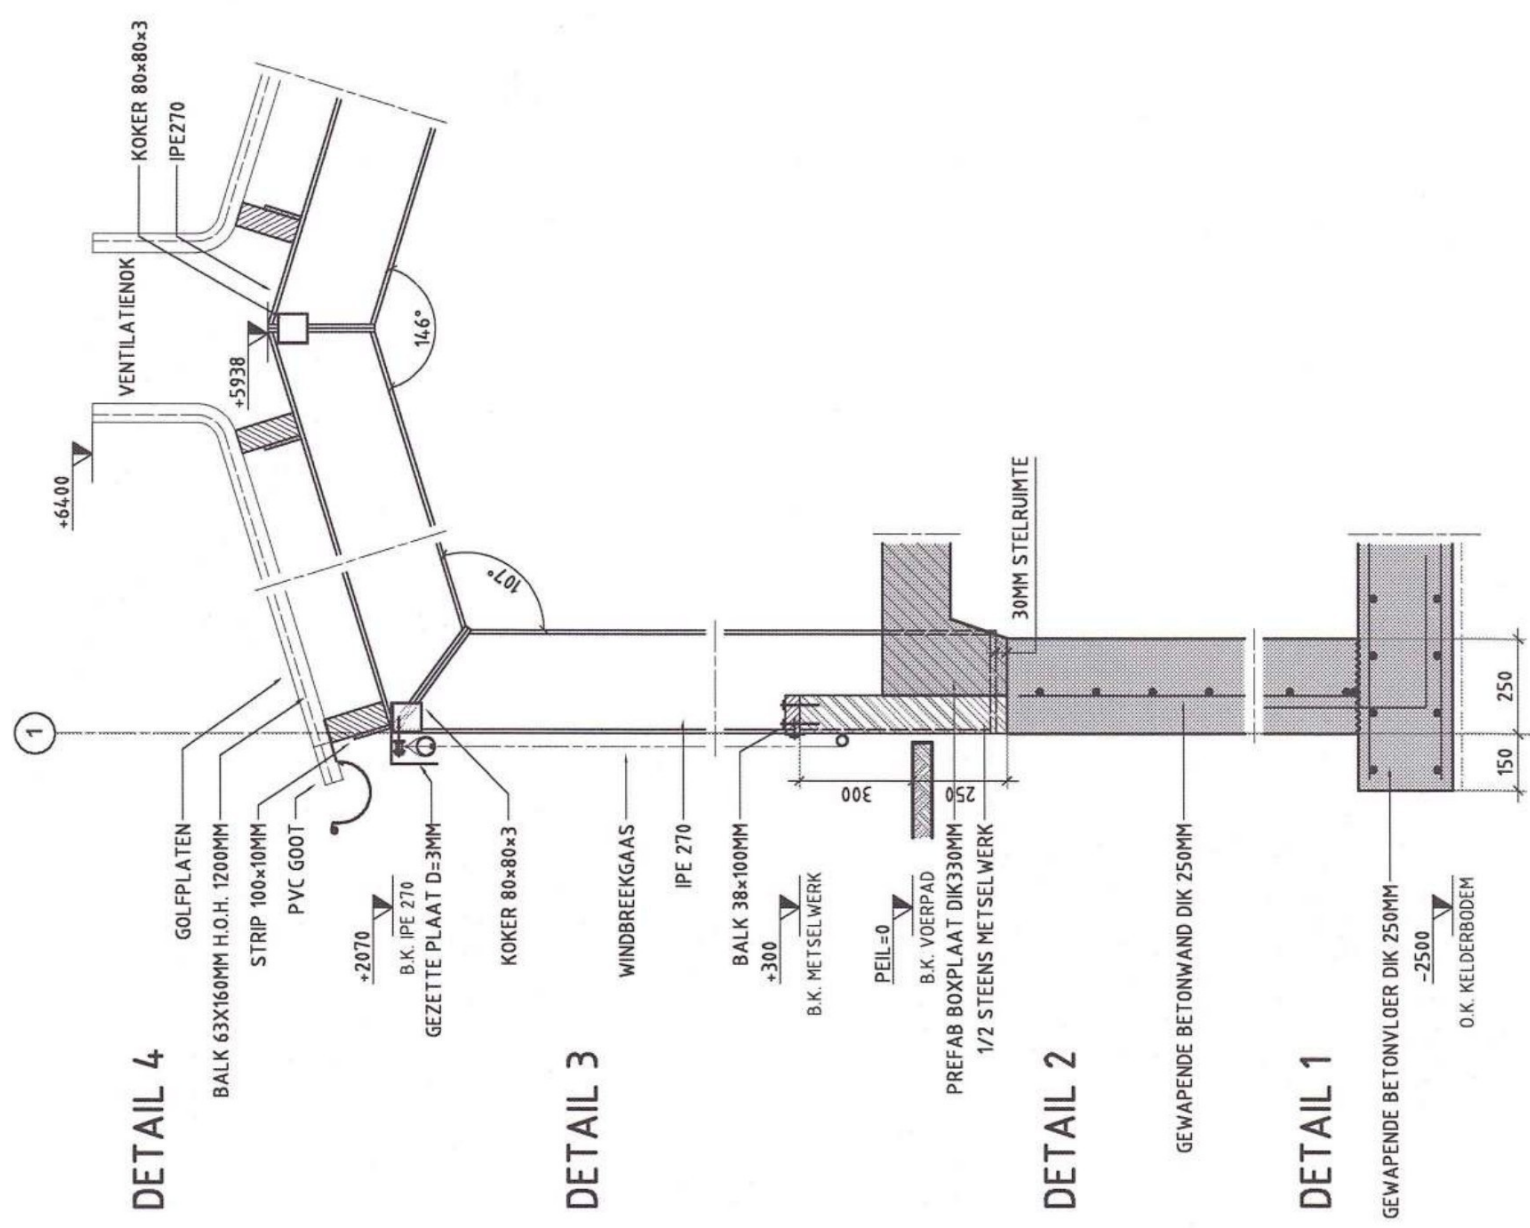 DETAIL 4
GOLFPLATEN
BALK 63X160MM H.O.H. 1200MM
STRIP 100×10MM
PVC GOOT
+6400
VENTILATIENOK
+5938
KOKER 80×80×3
IPE270
146°
107°
1
DETAIL 3
+2070
B.K. IPE 270
GEZETTE PLAAT D=3MM
KOKER 80×80×3
WINDBREEKGAAS
IPE 270
BALK 38×100MM
+300
B.K. METSELWERK
300
250
PEIL=0
B.K. VOERPAD
PREFAB BOXPLAAT DIK330MM
1/2 STEENS METSELWERK
30MM STELRUIMTE
DETAIL 2
GEWAPENDE BETONWAND DIK 250MM
DETAIL 1
GEWAPENDE BETONVLOER DIK 250MM
-2500
O.K. KELDERBODEM
150
250